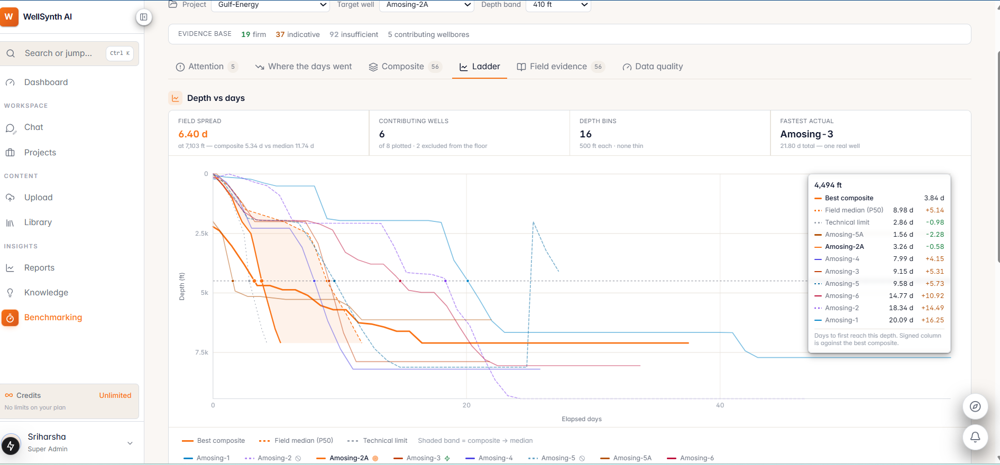 W WellSynth AI
Search or jump... Ctrl K
Dashboard
WORKSPACE
Chat
Projects
CONTENT
Upload
Library
INSIGHTS
Reports
Knowledge
Benchmarking
Credits Unlimited
No limits on your plan
Sriharsha
Super Admin
Project Gulf-Energy Target well Amosing-2A Depth band 410 ft
EVIDENCE BASE 19 firm 37 indicative 92 insufficient 5 contributing wellbores
Attention 5 Where the days went Composite 56 Ladder Field evidence 56 Data quality
Depth vs days
FIELD SPREAD
6.40 d
at 7,103 ft — composite 5.34 d vs median 11.74 d
CONTRIBUTING WELLS
6
of 8 plotted · 2 excluded from the floor
DEPTH BINS
16
500 ft each · none thin
FASTEST ACTUAL
Amosing-3
21.80 d total — one real well
0
2.5k
5k
7.5k
Depth (ft)
0 20 40
Elapsed days
4,494 ft
Best composite 3.84 d
Field median (P50) 8.98 d +5.14
Technical limit 2.86 d -0.98
Amosing-5A 1.56 d -2.28
Amosing-2A 3.26 d -0.58
Amosing-4 7.99 d +4.15
Amosing-3 9.15 d +5.31
Amosing-5 9.58 d +5.73
Amosing-6 14.77 d +10.92
Amosing-2 18.34 d +14.49
Amosing-1 20.09 d +16.25
Days to first reach this depth. Signed column
is against the best composite.
Best composite Field median (P50) Technical limit Shaded band = composite → median
Amosing-1 Amosing-2 Amosing-2A Amosing-3 Amosing-4 Amosing-5 Amosing-5A Amosing-6